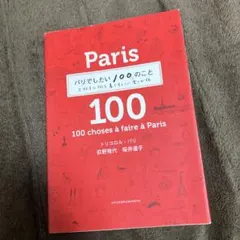 Paris
パリでしたい100のこと
100
100 choses à faire à Paris
トリコロル・パリ
荻野雅代 桜井道子